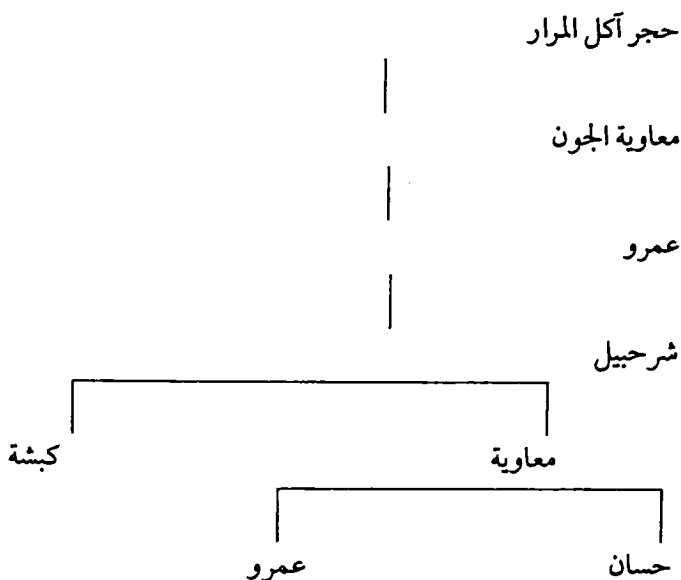 حجر آكل المرار
معاوية الجون
عمرو
شرحبيل
معاوية كبشة
حسان عمرو